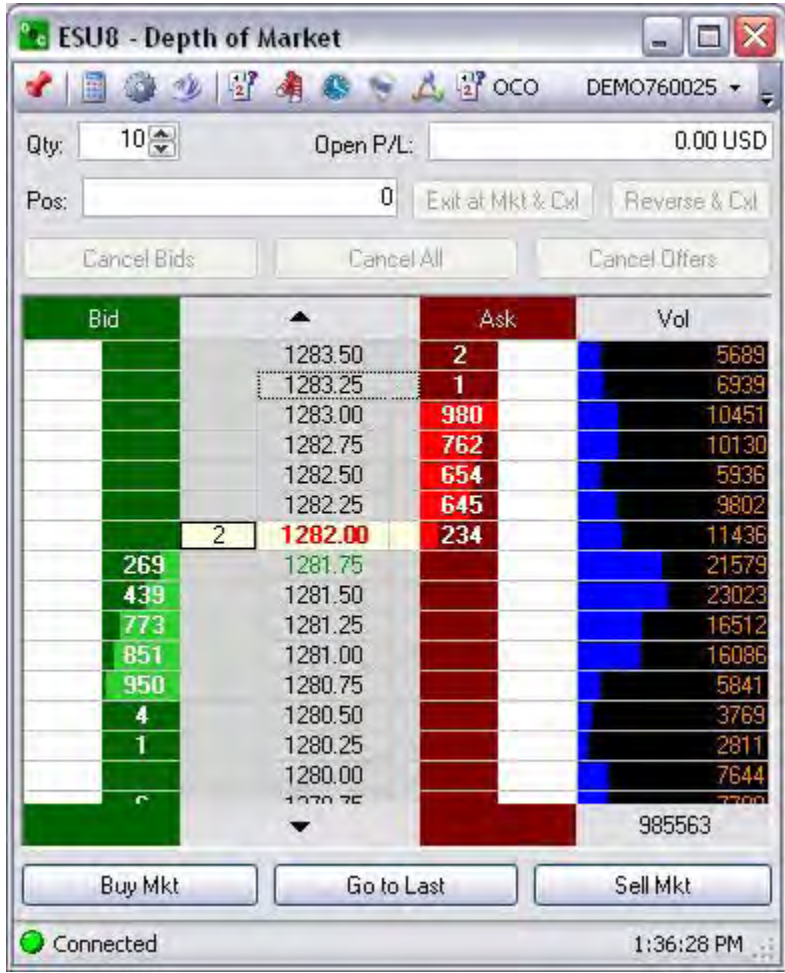 ESU8 - Depth of Market
OCO DEMO760025
Qty: 10 Open P/L: 0.00 USD
Pos: 0 Exit at Mkt & Cxl Reverse & Cxl
Cancel Bids Cancel All Cancel Offers
Bid Ask Vol
1283.50 2 5689
1283.25 1 6939
1283.00 980 10451
1282.75 762 10130
1282.50 654 5936
1282.25 645 9802
2 1282.00 234 11436
269 1281.75 21579
439 1281.50 23023
773 1281.25 16512
851 1281.00 16086
950 1280.75 5841
4 1280.50 3769
1 1280.25 2811
1280.00 7644
1279.75
985563
Buy Mkt Go to Last Sell Mkt
Connected 1:36:28 PM